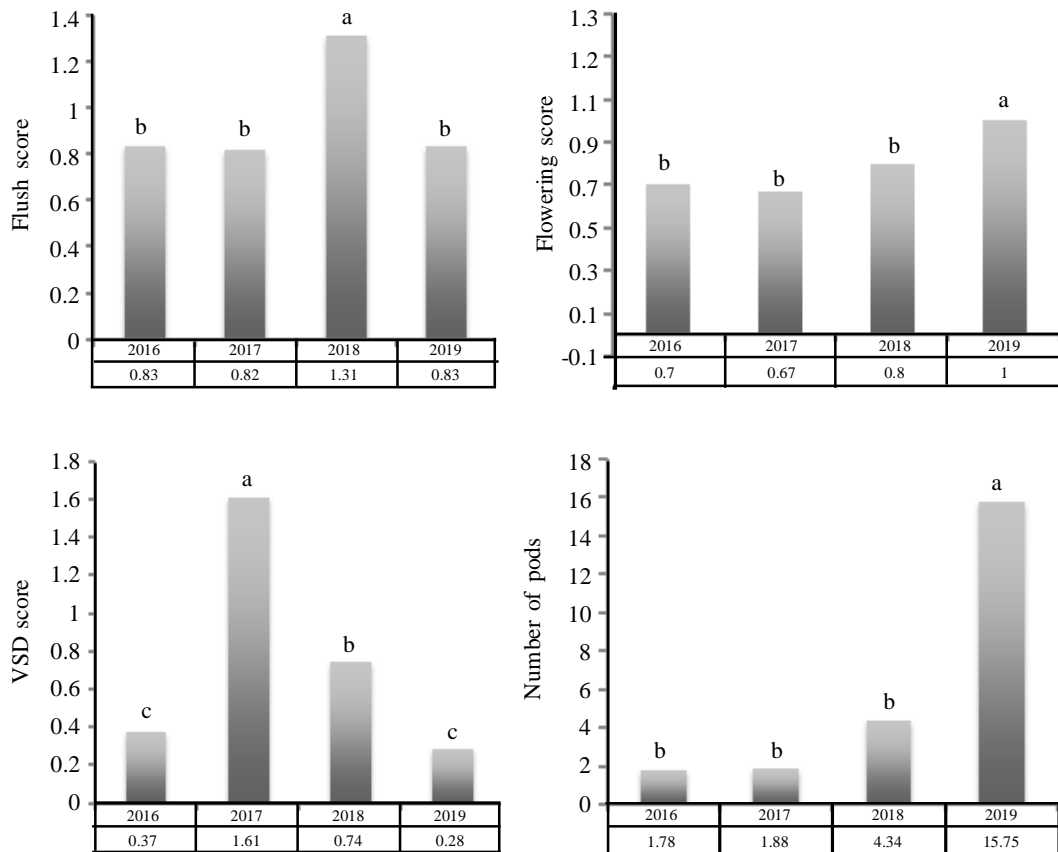 Flush score
1.4
1.2
1
0.8
0.6
0.4
0.2
0
b b a b
2016 2017 2018 2019
0.83 0.82 1.31 0.83
Flowering score
1.3
1.3
1.1
0.9
0.7
0.5
0.3
0.1
-0.1
b b b a
2016 2017 2018 2019
0.7 0.67 0.8 1
VSD score
1.8
1.6
1.4
1.2
1
0.8
0.6
0.4
0.2
0
c a b c
2016 2017 2018 2019
0.37 1.61 0.74 0.28
Number of pods
18
16
14
12
10
8
6
4
2
0
b b b a
2016 2017 2018 2019
1.78 1.88 4.34 15.75